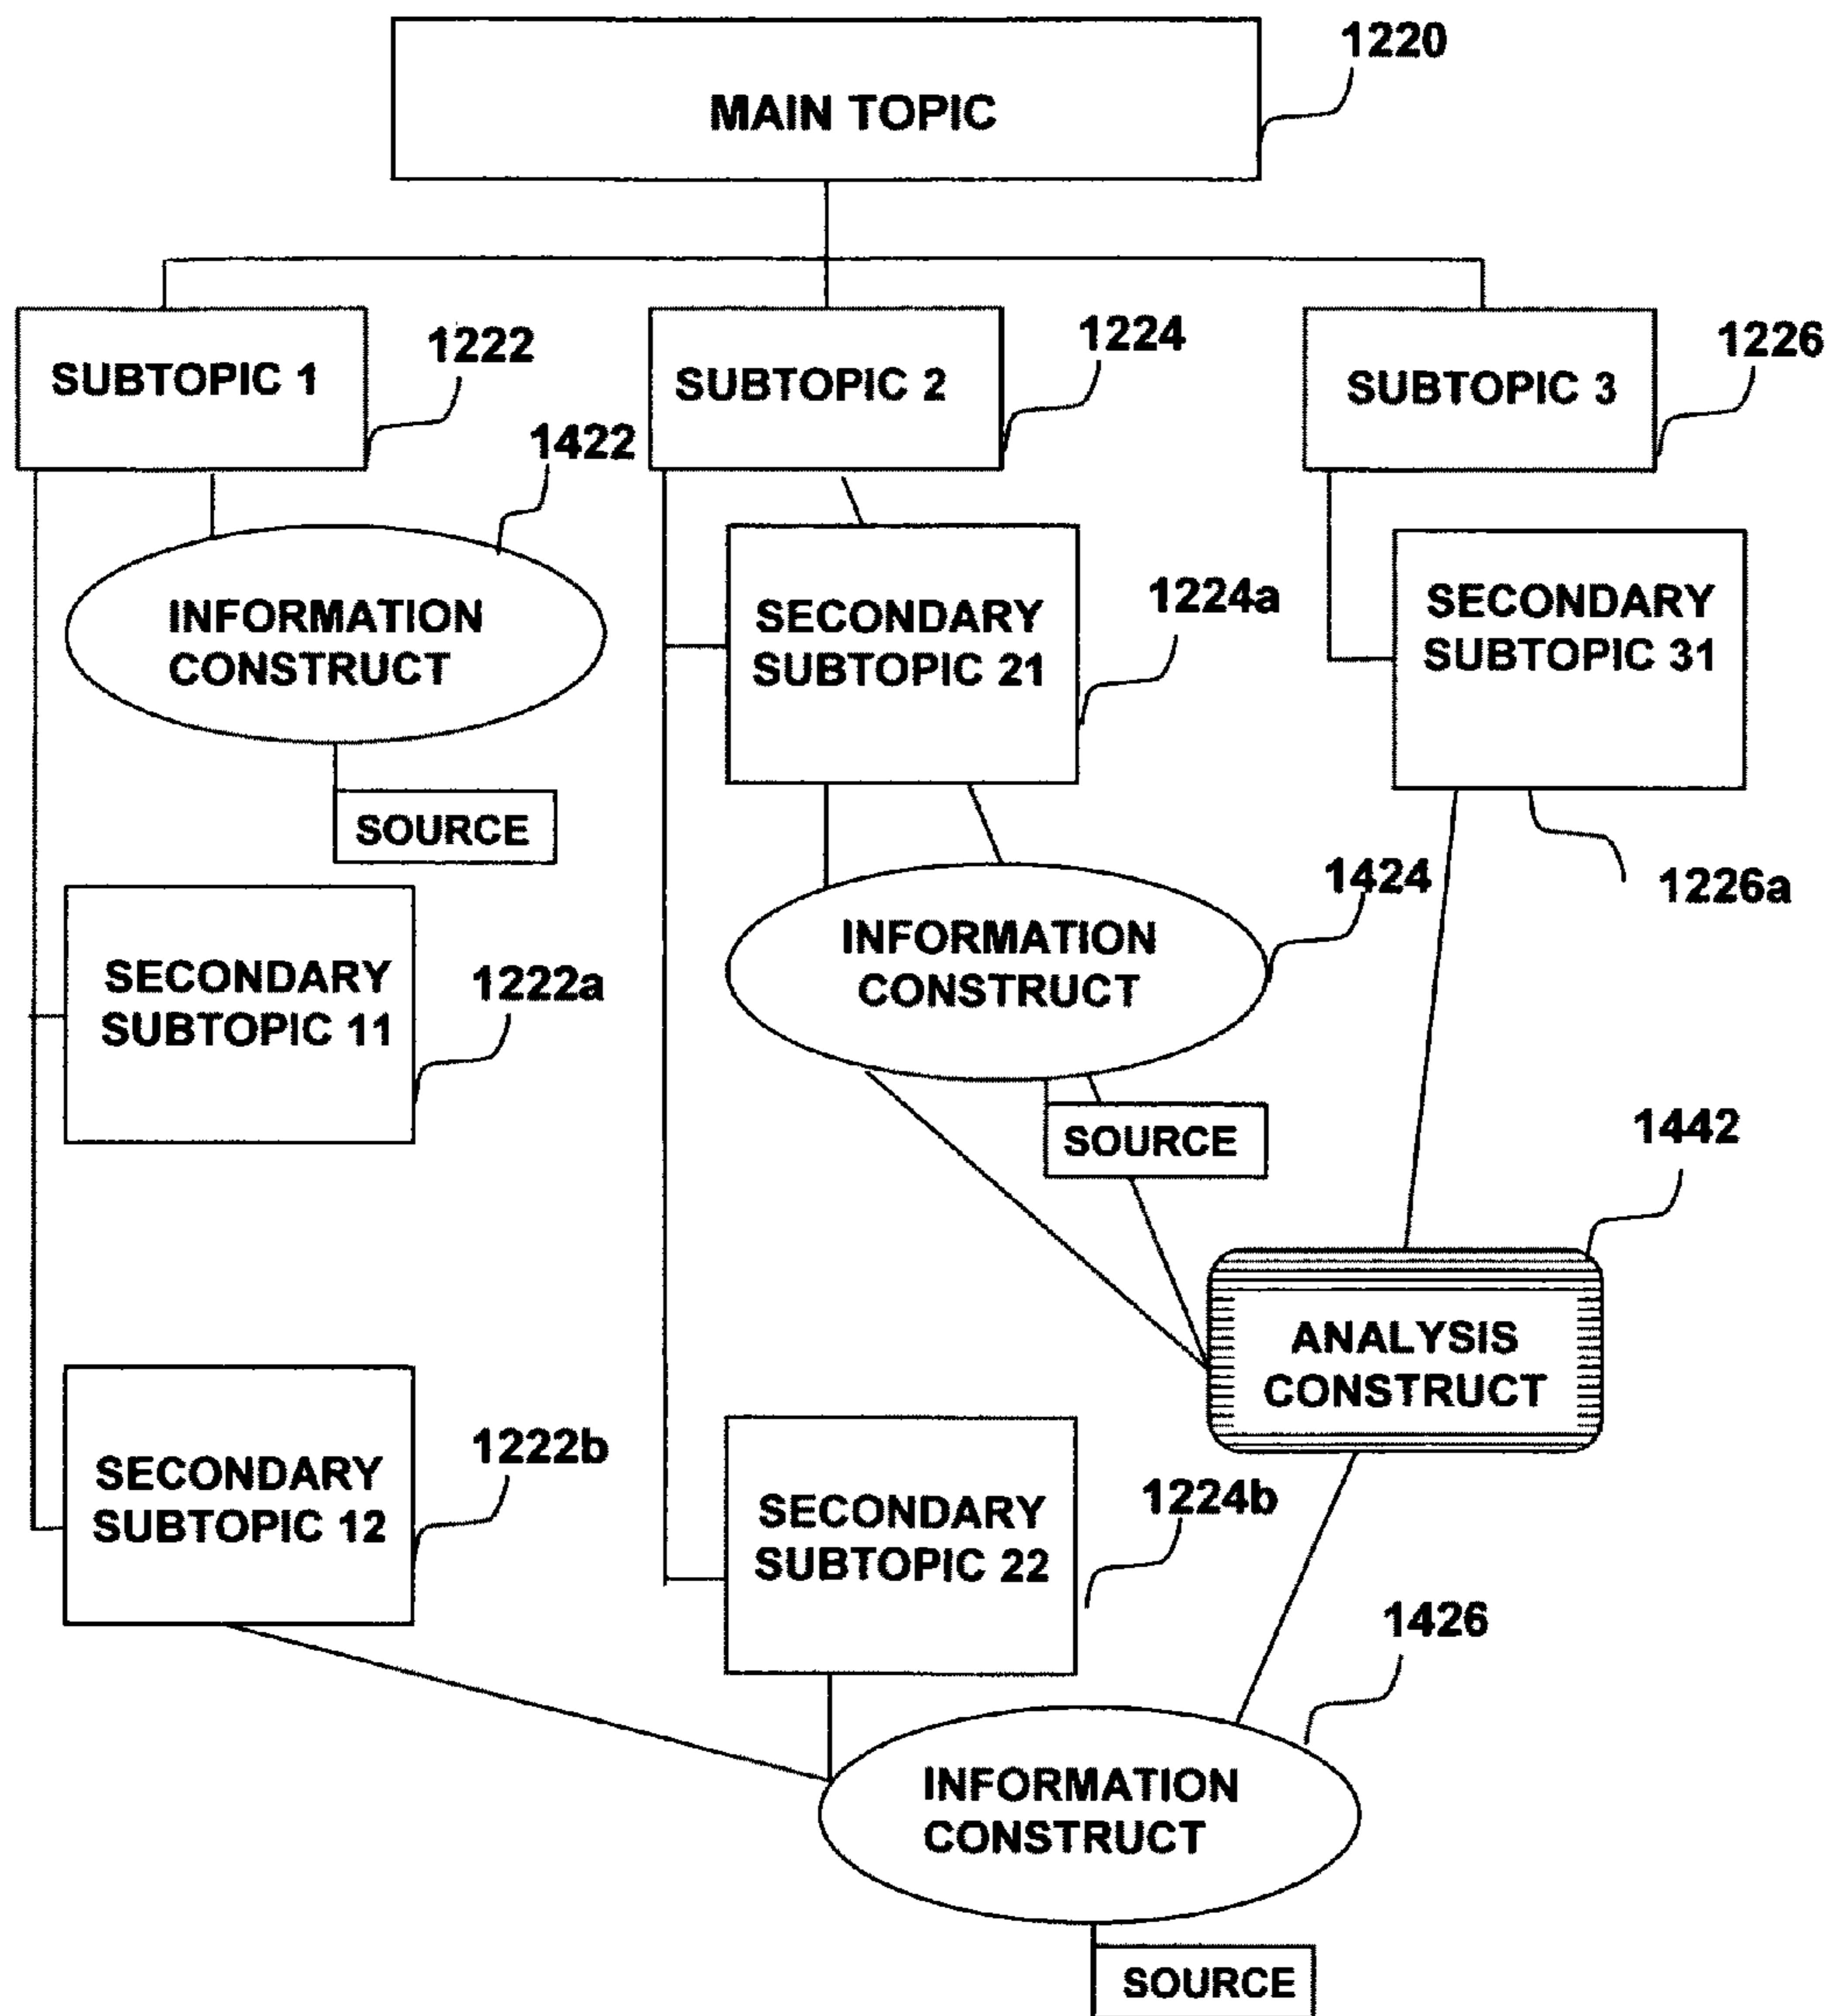 1220
MAIN TOPIC
SUBTOPIC 1
1222
SUBTOPIC 2
1224
SUBTOPIC 3
1226
1422
INFORMATION
CONSTRUCT
SOURCE
SECONDARY
SUBTOPIC 21
1224a
SECONDARY
SUBTOPIC 31
1226a
INFORMATION
CONSTRUCT
1424
SOURCE
SECONDARY
SUBTOPIC 11
1222a
1442
ANALYSIS
CONSTRUCT
SECONDARY
SUBTOPIC 12
1222b
SECONDARY
SUBTOPIC 22
1224b
1426
INFORMATION
CONSTRUCT
SOURCE